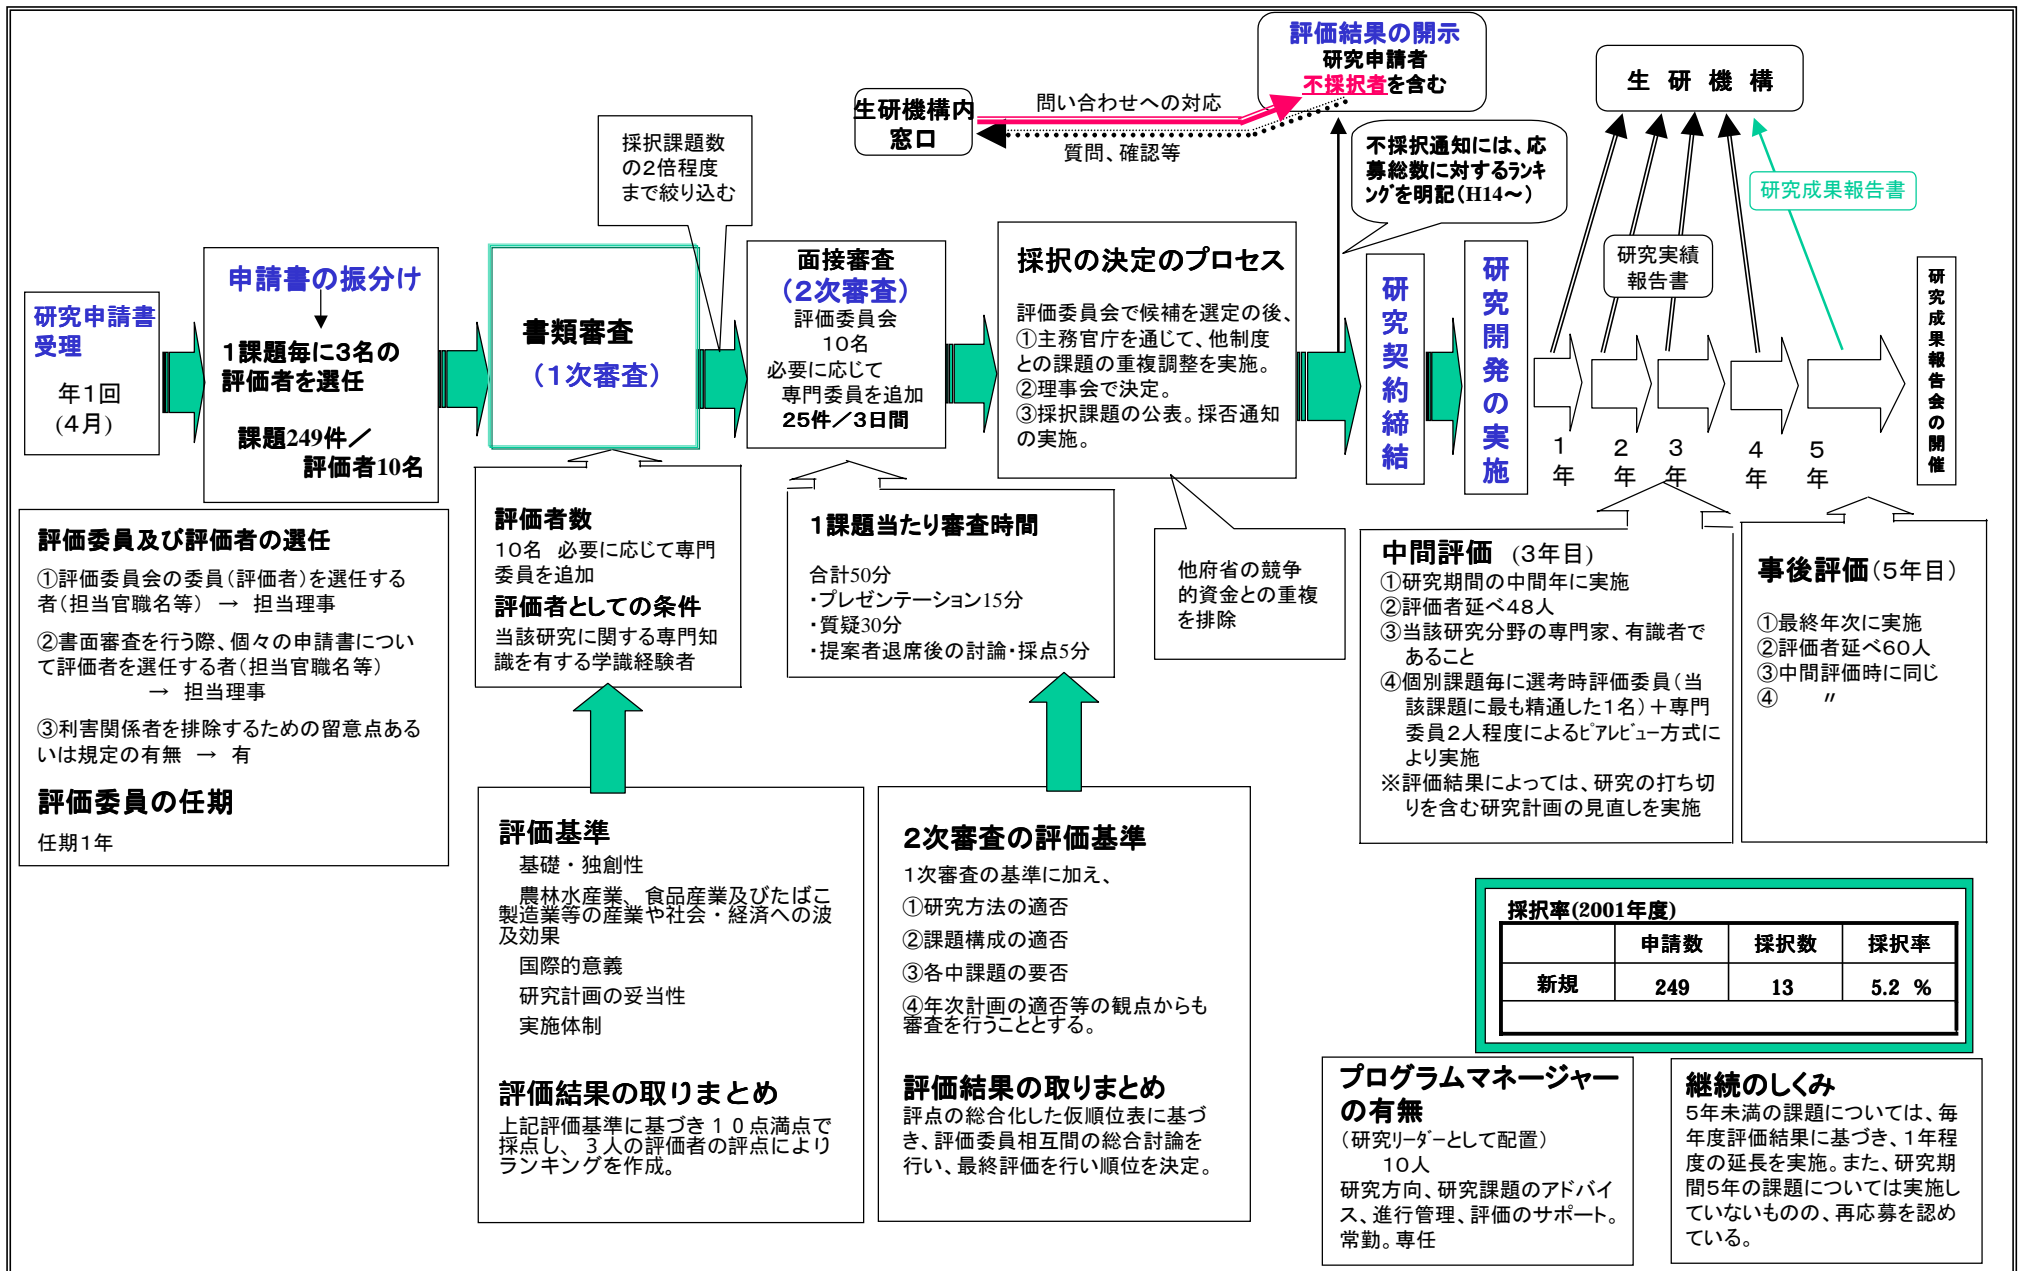 評価結果の開示
研究申請者
不採択者を含む
生研機構
生研機構内
窓口
問い合わせへの対応
質問、確認等
採択課題数
の2倍程度
まで絞り込む
不採択通知には、応
募総数に対するランキ
ングを明記(H14~)
研究成果報告書
研究実績
報告書
研究申請書
受理
年1回
(4月)
申請書の振分け
1課題毎に3名の
評価者を選任
課題249件/
評価者10名
書類審査
(1次審査)
面接審査
(2次審査)
評価委員会
10名
必要に応じて
専門委員を追加
25件/3日間
採択の決定のプロセス
評価委員会で候補を選定の後、
①主務官庁を通じて、他制度
との課題の重複調整を実施。
②理事会で決定。
③採択課題の公表。採否通知
の実施。
研究契約締結
研究開発の実施
1年
2年
3年
4年
5年
研究成果報告会の開催
評価委員及び評価者の選任
①評価委員会の委員(評価者)を選任する
者(担当官職名等) → 担当理事
②書面審査を行う際、個々の申請書につい
て評価者を選任する者(担当官職名等)
→ 担当理事
③利害関係者を排除するための留意点ある
いは規定の有無 → 有
評価委員の任期
任期1年
評価者数
10名 必要に応じて専門
委員を追加
評価者としての条件
当該研究に関する専門知
識を有する学識経験者
1課題当たり審査時間
合計50分
・プレゼンテーション15分
・質疑30分
・提案者退席後の討論・採点5分
他府省の競争
的資金との重複
を排除
中間評価 (3年目)
①研究期間の中間年に実施
②評価者延べ48人
③当該研究分野の専門家、有識者で
あること
④個別課題毎に選考時評価委員(当
該課題に最も精通した1名)+専門
委員2人程度によるピアレビュー方式に
より実施
※評価結果によっては、研究の打ち切
りを含む研究計画の見直しを実施
事後評価(5年目)
①最終年次に実施
②評価者延べ60人
③中間評価時に同じ
④ 〃
評価基準
基礎・独創性
農林水産業、食品産業及びたばこ
製造業等の産業や社会・経済への波
及効果
国際的意義
研究計画の妥当性
実施体制
評価結果の取りまとめ
上記評価基準に基づき10点満点で
採点し、3人の評価者の評点により
ランキングを作成。
2次審査の評価基準
1次審査の基準に加え、
①研究方法の適否
②課題構成の適否
③各中課題の要否
④年次計画の適否等の観点からも
審査を行うこととする。
評価結果の取りまとめ
評点の総合化した仮順位表に基づ
き、評価委員相互間の総合討論を
行い、最終評価を行い順位を決定。
採択率(2001年度)
申請数 採択数 採択率
新規 249 13 5.2 %
プログラムマネージャー
の有無
(研究リーダーとして配置)
10人
研究方向、研究課題のアドバイ
ス、進行管理、評価のサポート。
常勤。専任
継続のしくみ
5年未満の課題については、毎
年度評価結果に基づき、1年程
度の延長を実施。また、研究期
間5年の課題については実施し
ていないものの、再応募を認め
ている。